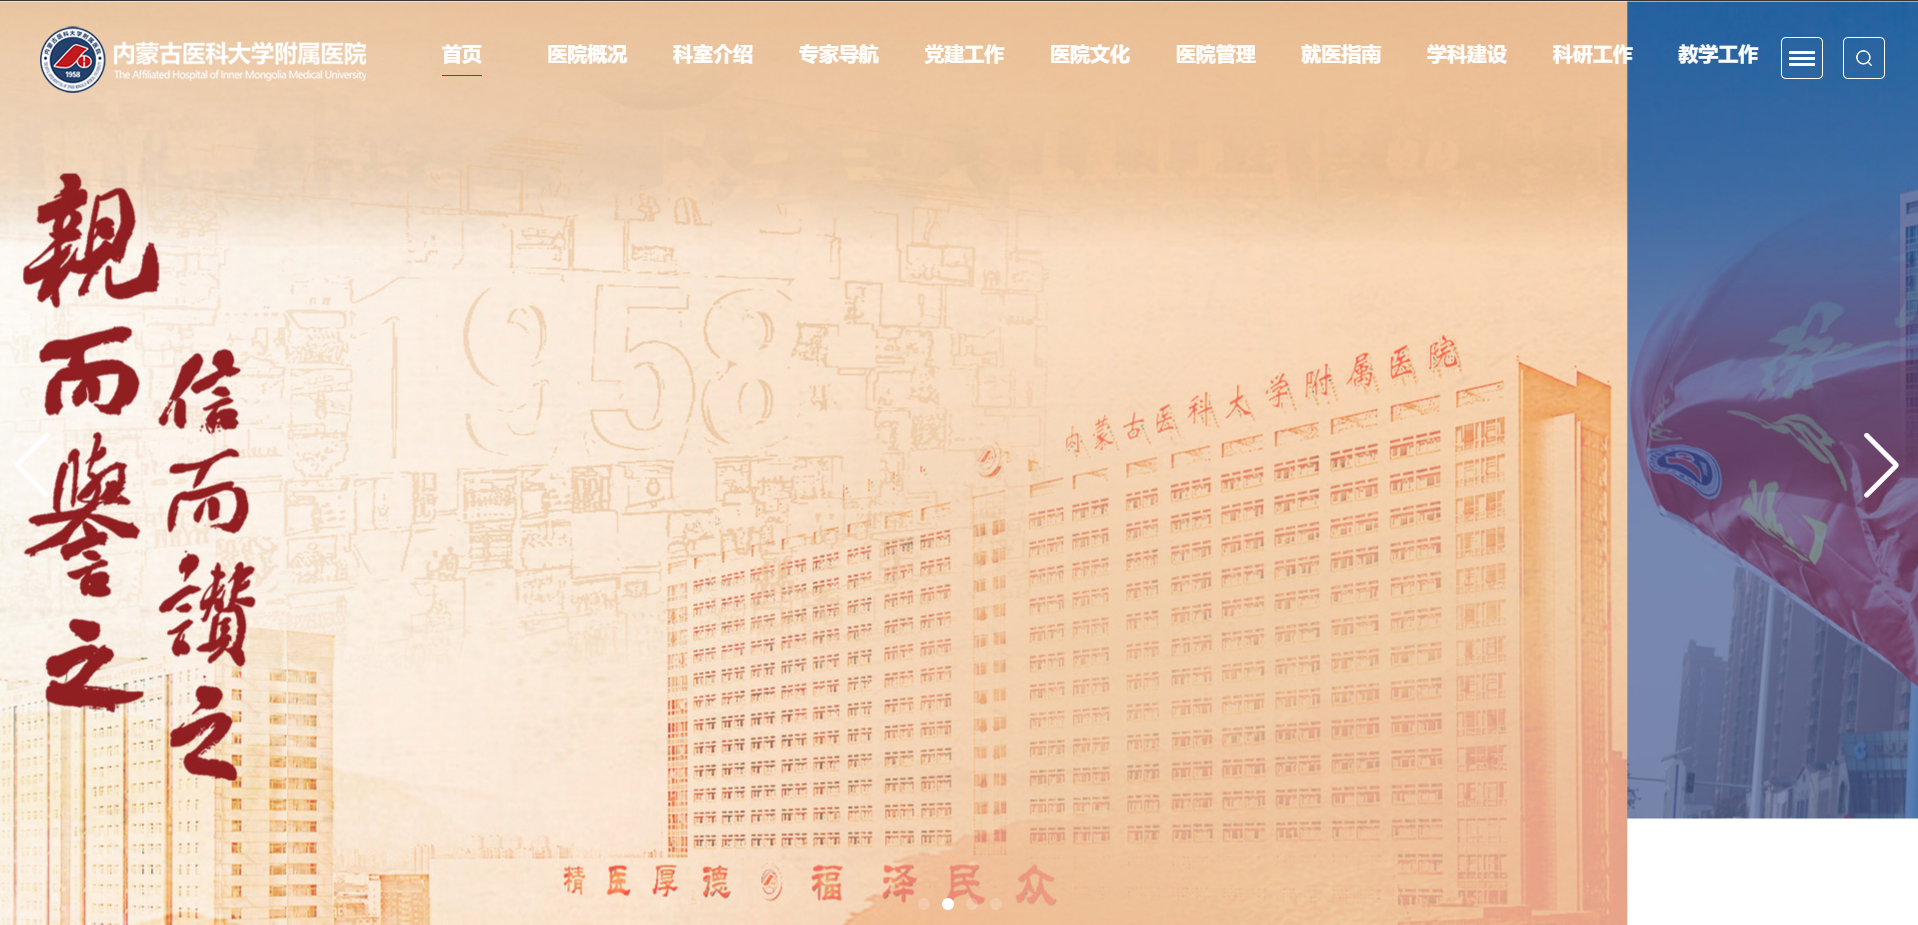 内蒙古医科大学附属医院
The Affiliated Hospital of Inner Mongolia Medical University
1958
首页 医院概况 科室介绍 专家导航 党建工作 医院文化 医院管理 就医指南 学科建设 科研工作 教学工作
親而譽之
信而讚之
1958
内蒙古医科大学附属医院
精医厚德 福泽民众